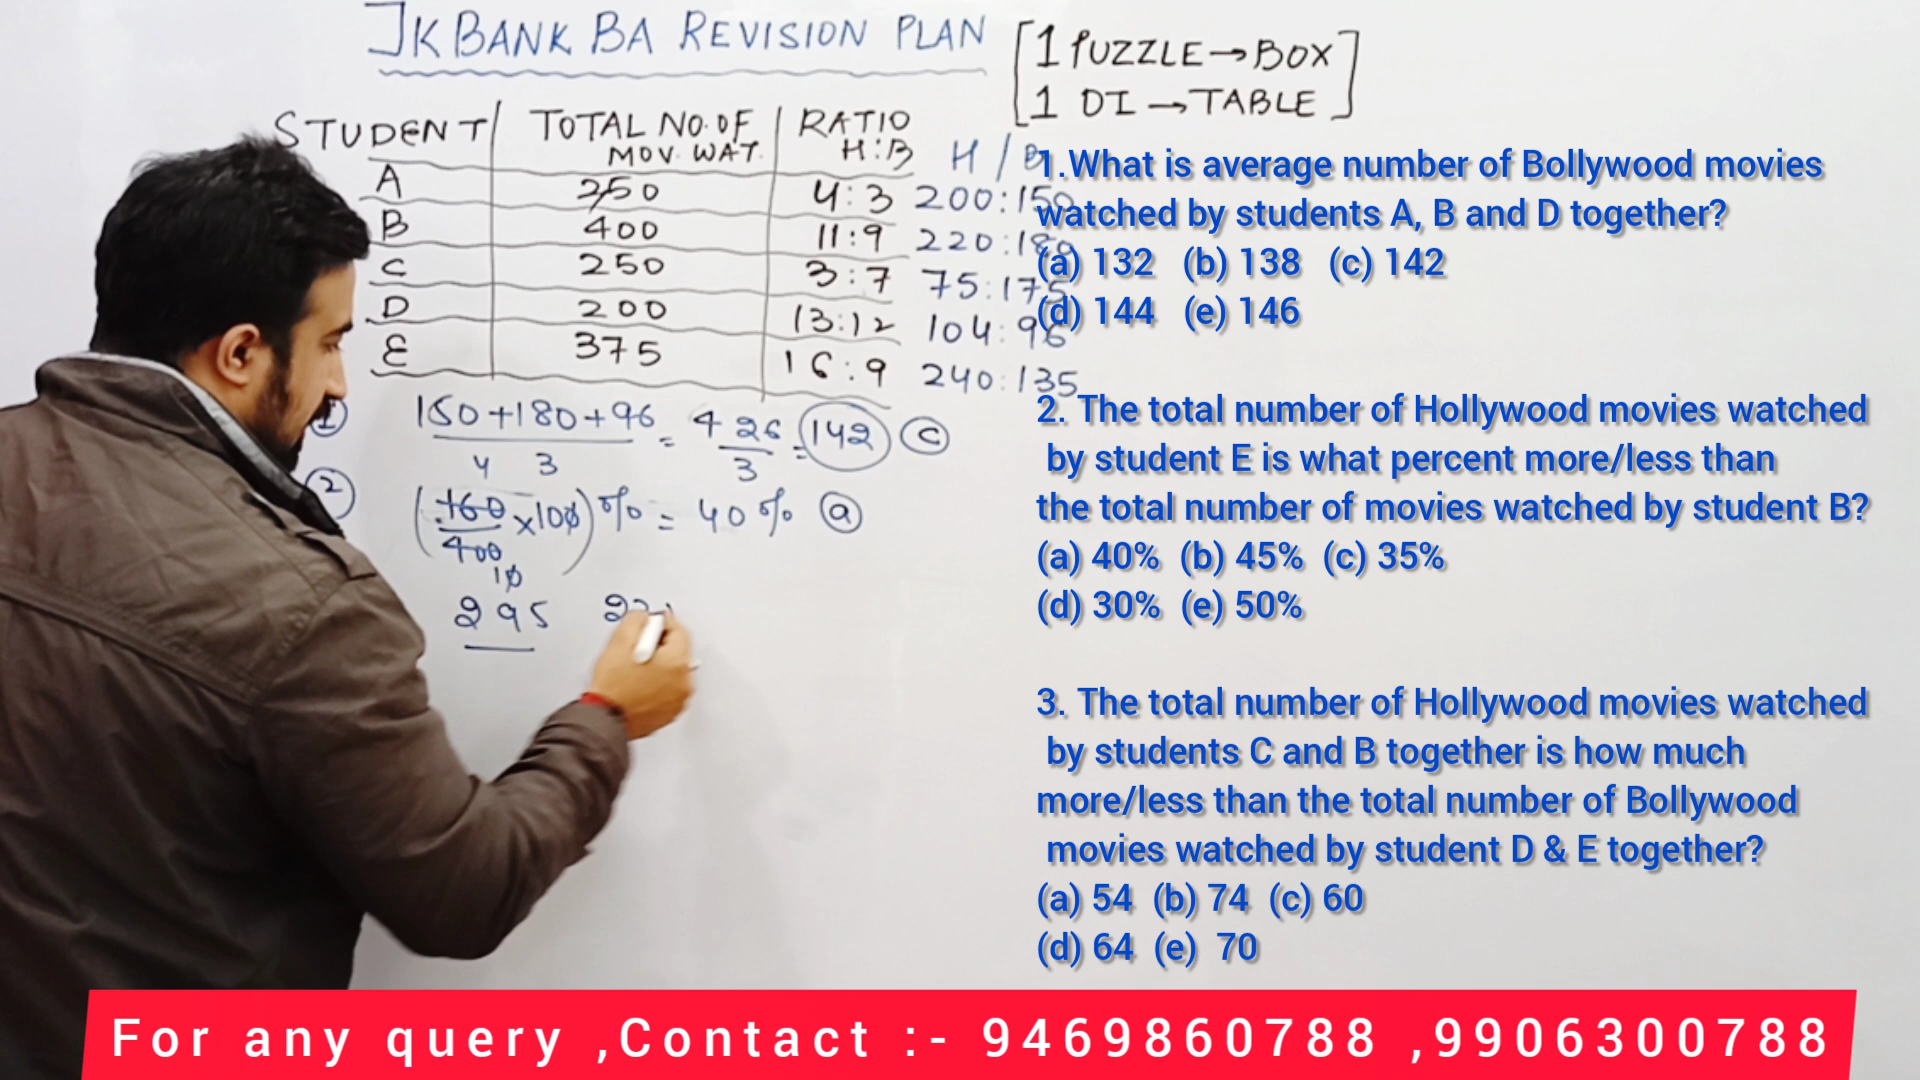 JK BANK BA REVISION PLAN
[1 PUZZLE→BOX]
[1 DI →TABLE]
STUDENT TOTAL NO. OF MOV. WAT. RATIO H:B H / B
A 350 4:3 200:150
B 400 11:9 220:180
C 250 3:7 75:175
D 200 13:12 104:96
E 375 16:9 240:135
① 150+180+96 = 426 = 142 Ⓒ
4 3 3
② (160 ×100)% = 40% ⓐ
400
10
295
1.What is average number of Bollywood movies
watched by students A, B and D together?
(a) 132 (b) 138 (c) 142
(d) 144 (e) 146
2. The total number of Hollywood movies watched
by student E is what percent more/less than
the total number of movies watched by student B?
(a) 40% (b) 45% (c) 35%
(d) 30% (e) 50%
3. The total number of Hollywood movies watched
by students C and B together is how much
more/less than the total number of Bollywood
movies watched by student D & E together?
(a) 54 (b) 74 (c) 60
(d) 64 (e) 70
For any query ,Contact :- 9469860788 ,9906300788